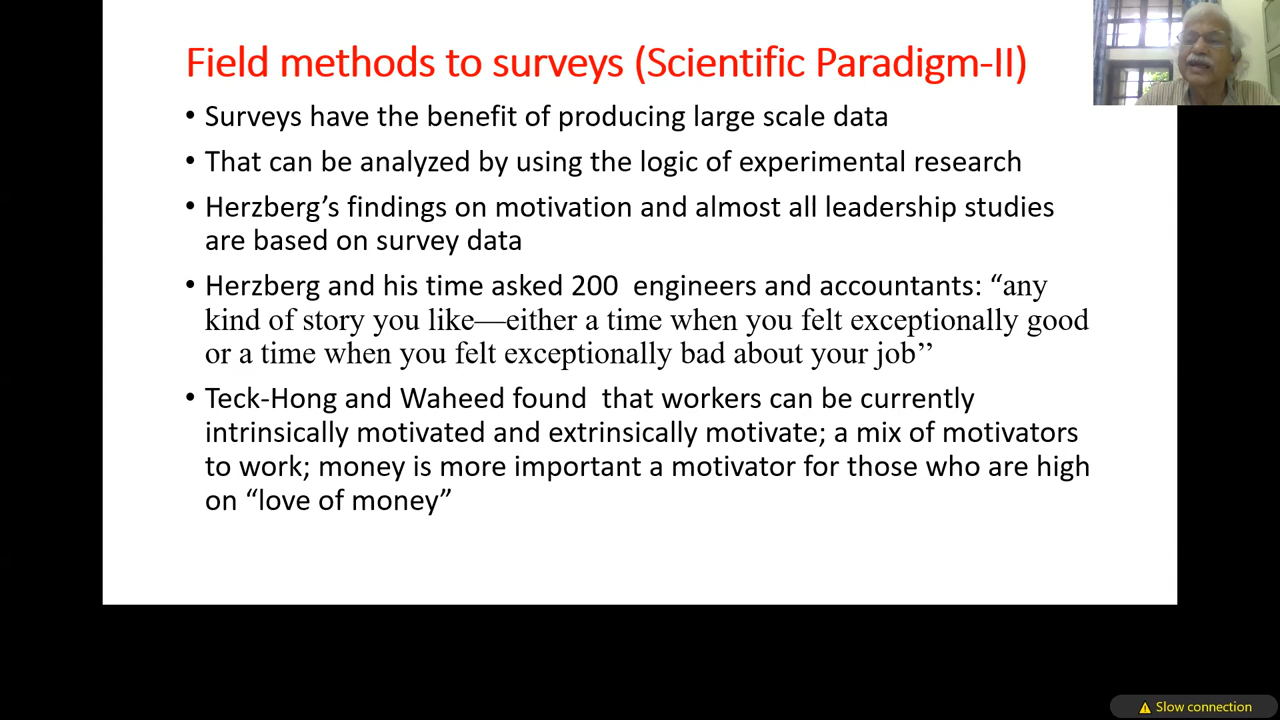 Field methods to surveys (Scientific Paradigm-II)
• Surveys have the benefit of producing large scale data
• That can be analyzed by using the logic of experimental research
• Herzberg’s findings on motivation and almost all leadership studies
are based on survey data
• Herzberg and his time asked 200  engineers and accountants: “any
kind of story you like—either a time when you felt exceptionally good
or a time when you felt exceptionally bad about your job’’
• Teck-Hong and Waheed found  that workers can be currently
intrinsically motivated and extrinsically motivate; a mix of motivators
to work; money is more important a motivator for those who are high
on “love of money”
Slow connection